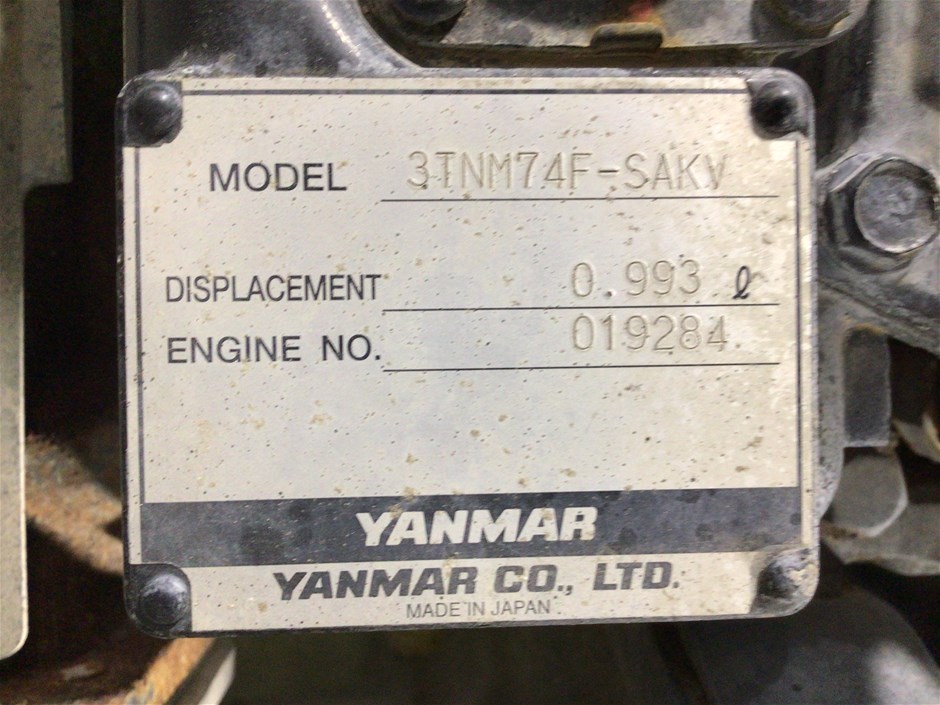 MODEL 3TNM74F-SAKV
DISPLACEMENT 0.993 ℓ
ENGINE NO. 019284
YANMAR
YANMAR CO., LTD.
MADE IN JAPAN